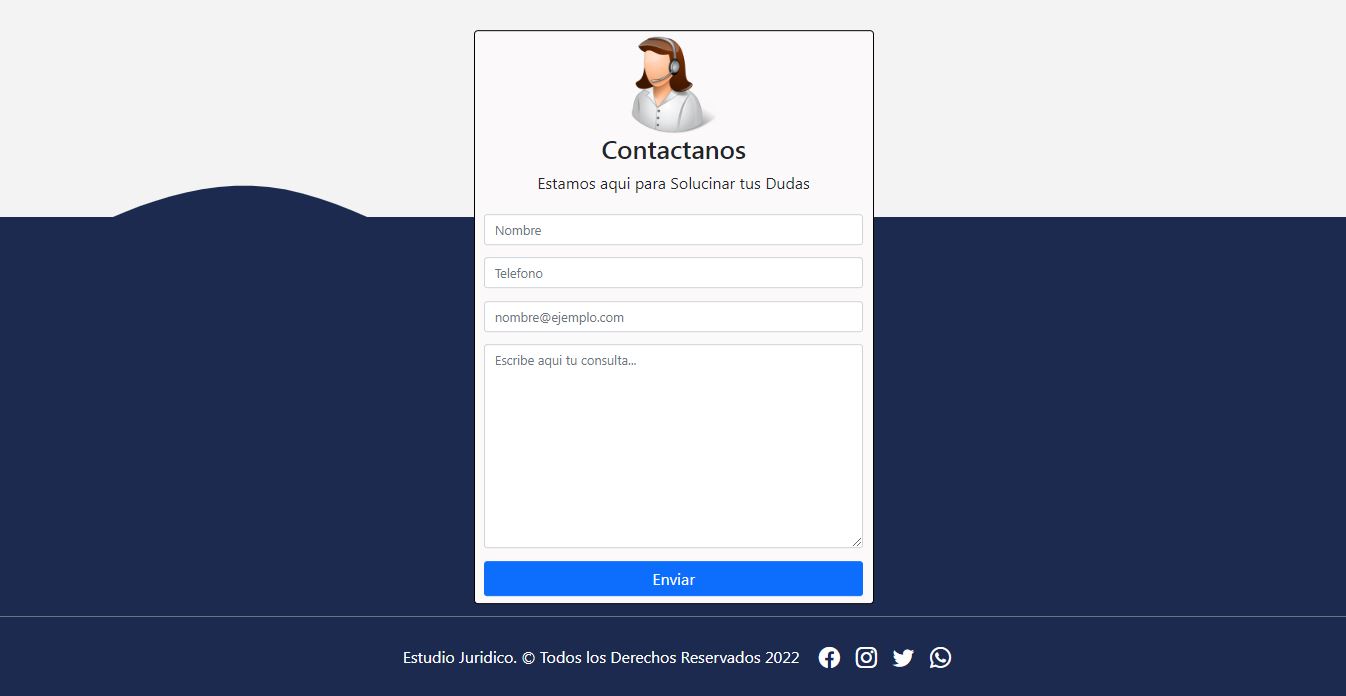 Contactanos
Estamos aqui para Solucinar tus Dudas
Nombre
Telefono
nombre@ejemplo.com
Escribe aqui tu consulta...
Enviar
Estudio Juridico. © Todos los Derechos Reservados 2022